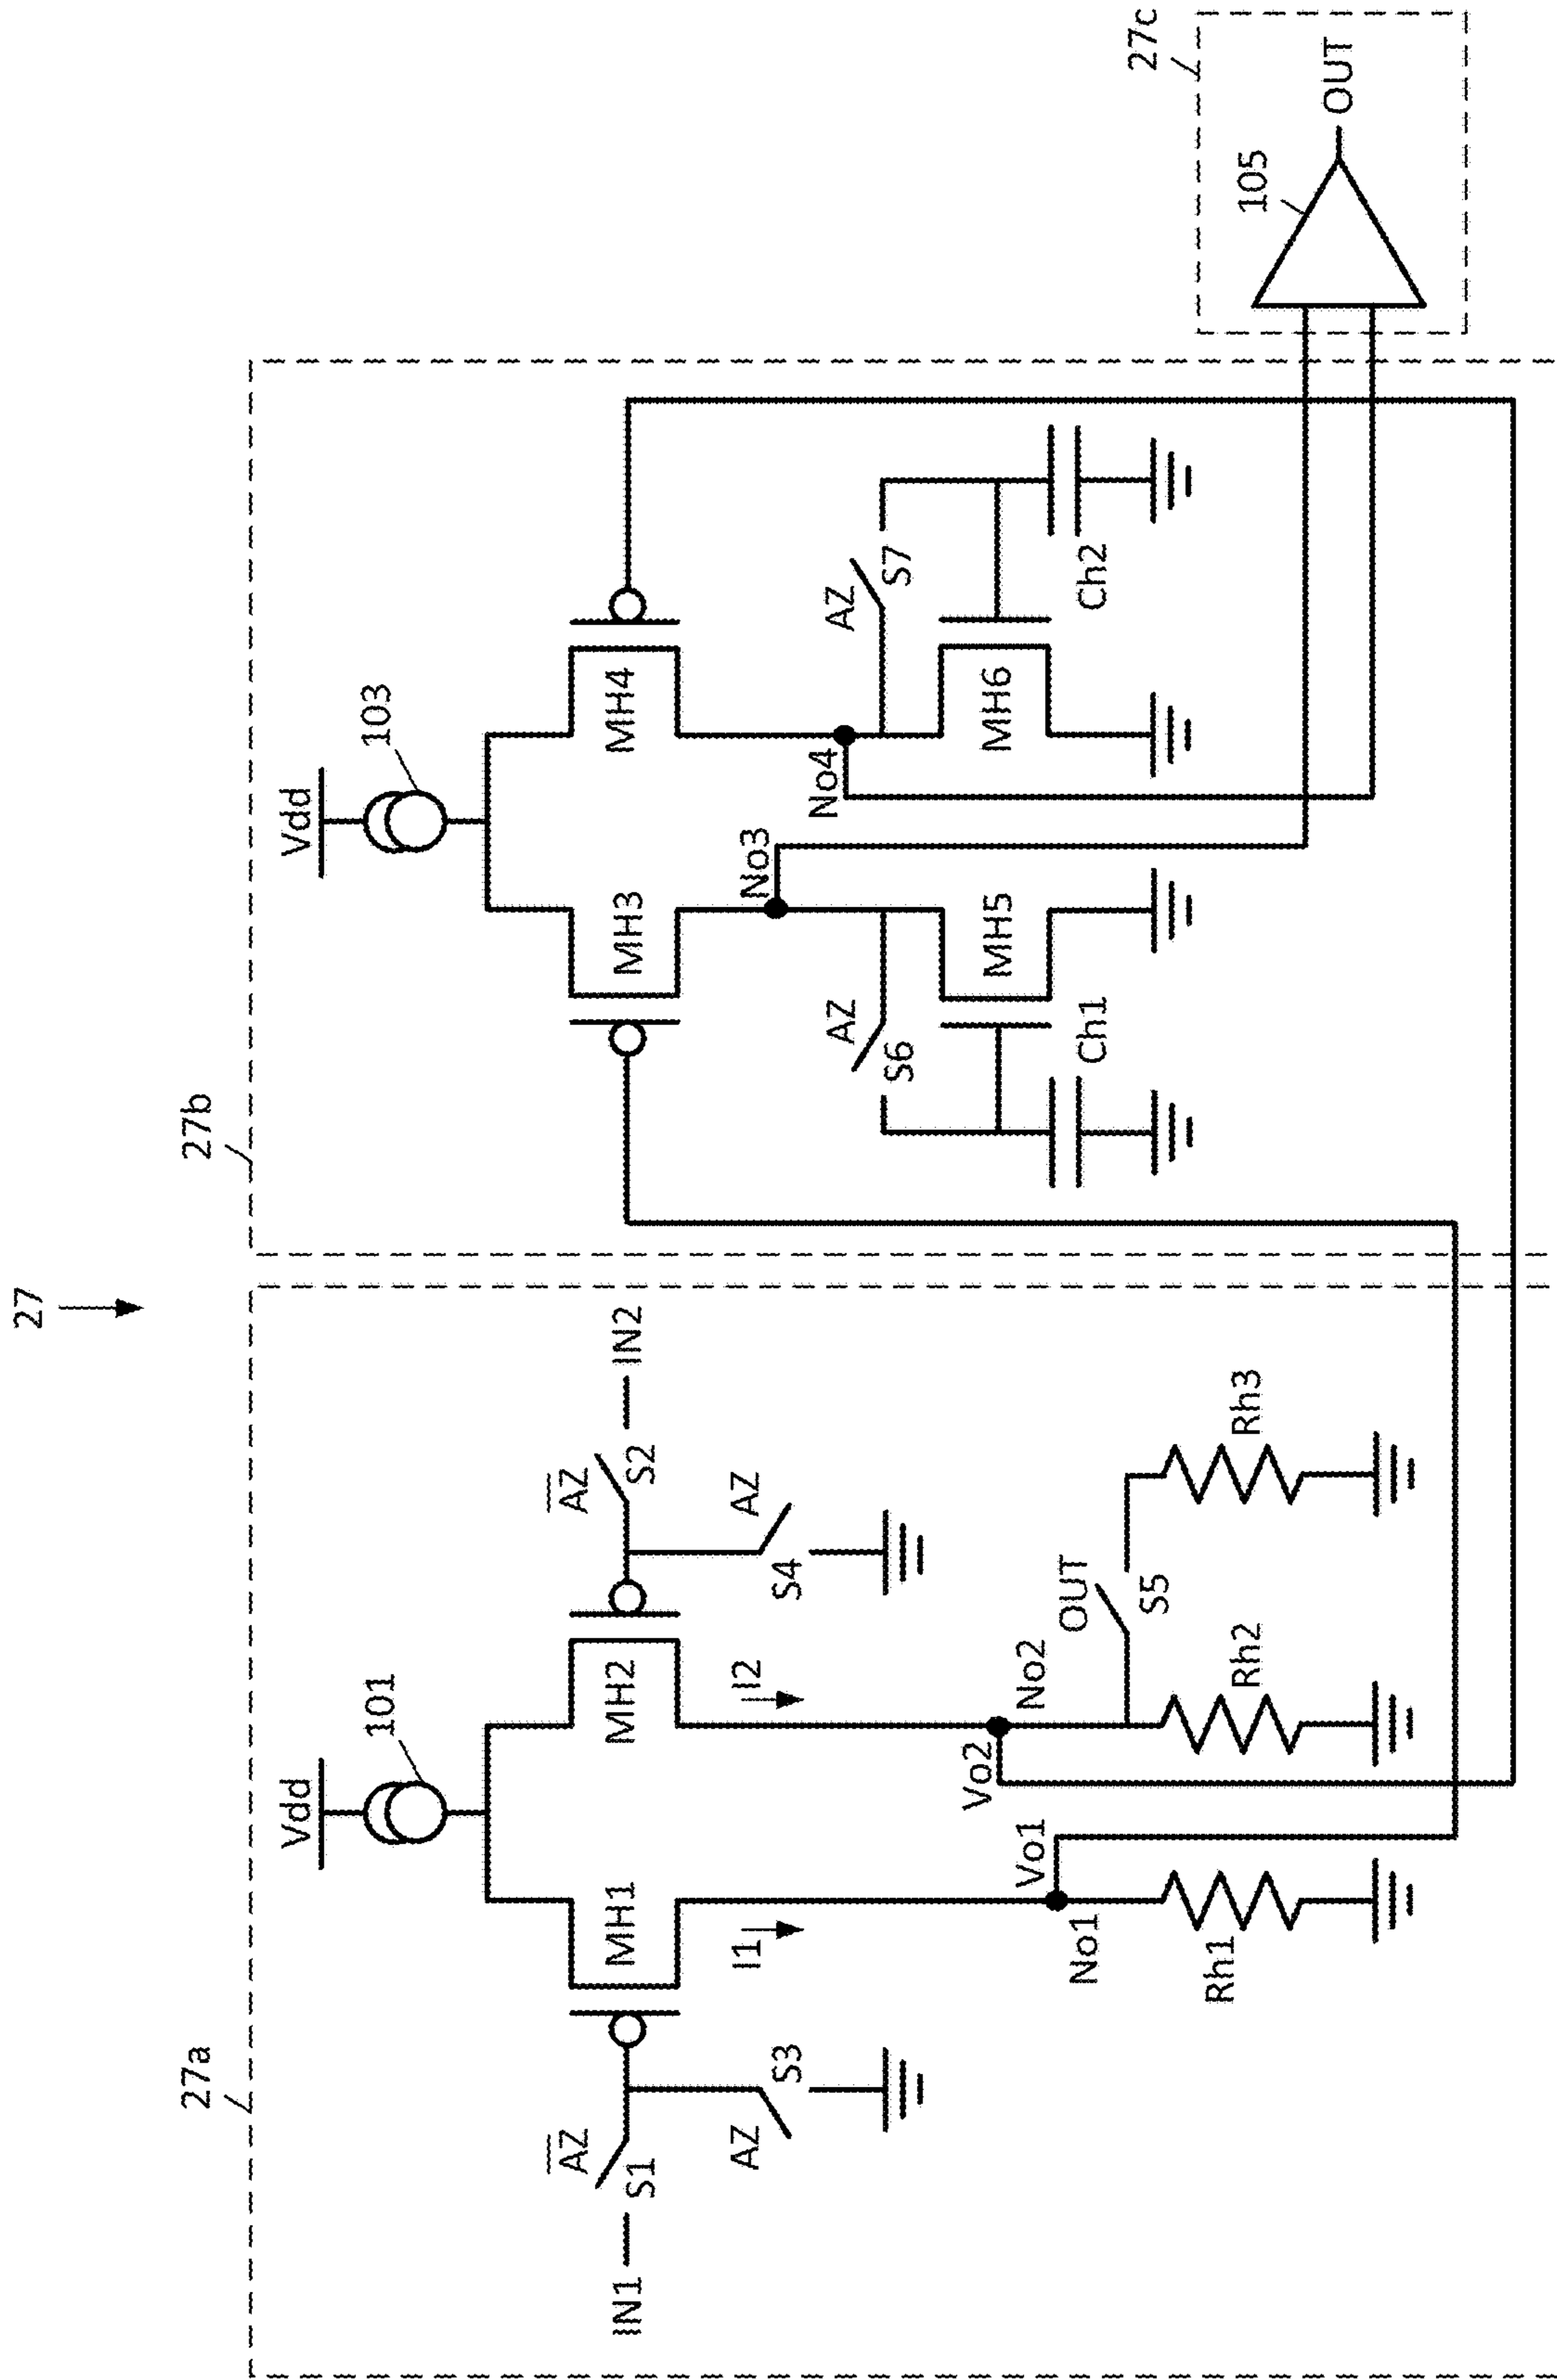 27
27a
27b
27c
Vdd
101
Vdd
103
IN1
A̅Z̅
S1
AZ
S3
MH1
MH2
A̅Z̅
S2
IN2
AZ
S4
I1
I2
No1
Vo1
Vo2
No2
OUT
S5
Rh1
Rh2
Rh3
MH3
MH4
No3
No4
AZ
S6
AZ
S7
MH5
MH6
Ch1
Ch2
105
OUT